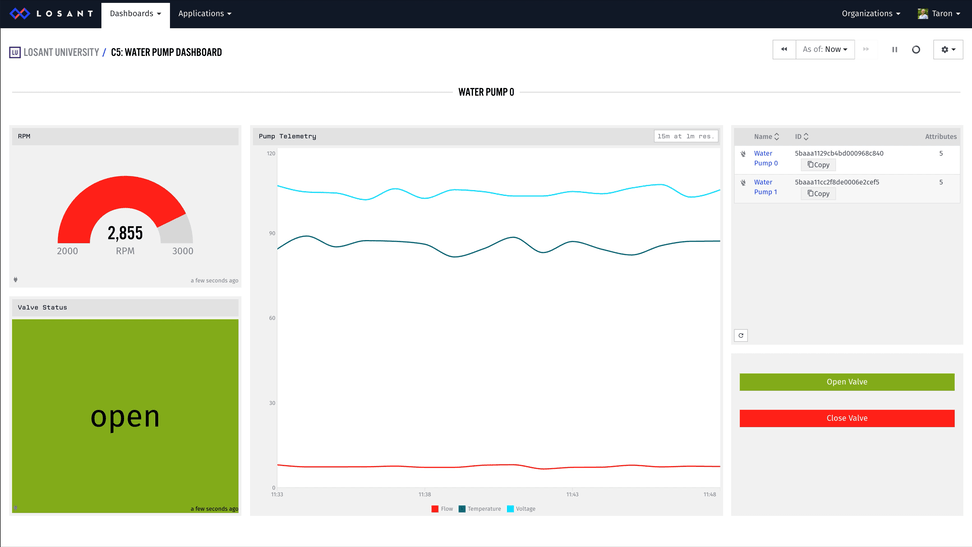 LOSANT Dashboards Applications Organizations Taron
LU LOSANT UNIVERSITY / C5: WATER PUMP DASHBOARD
As of: Now
WATER PUMP 0
RPM
2,855
2000 RPM 3000
a few seconds ago
Valve Status
open
a few seconds ago
Pump Telemetry 15m at 1m res.
120
90
60
30
0
11:33 11:38 11:43 11:48
Flow Temperature Voltage
Name ID Attributes
Water Pump 0 5baaa1129cb4bd000968c840 5
Copy
Water Pump 1 5baaa11cc2f8de0006e2cef5 5
Copy
Open Valve
Close Valve